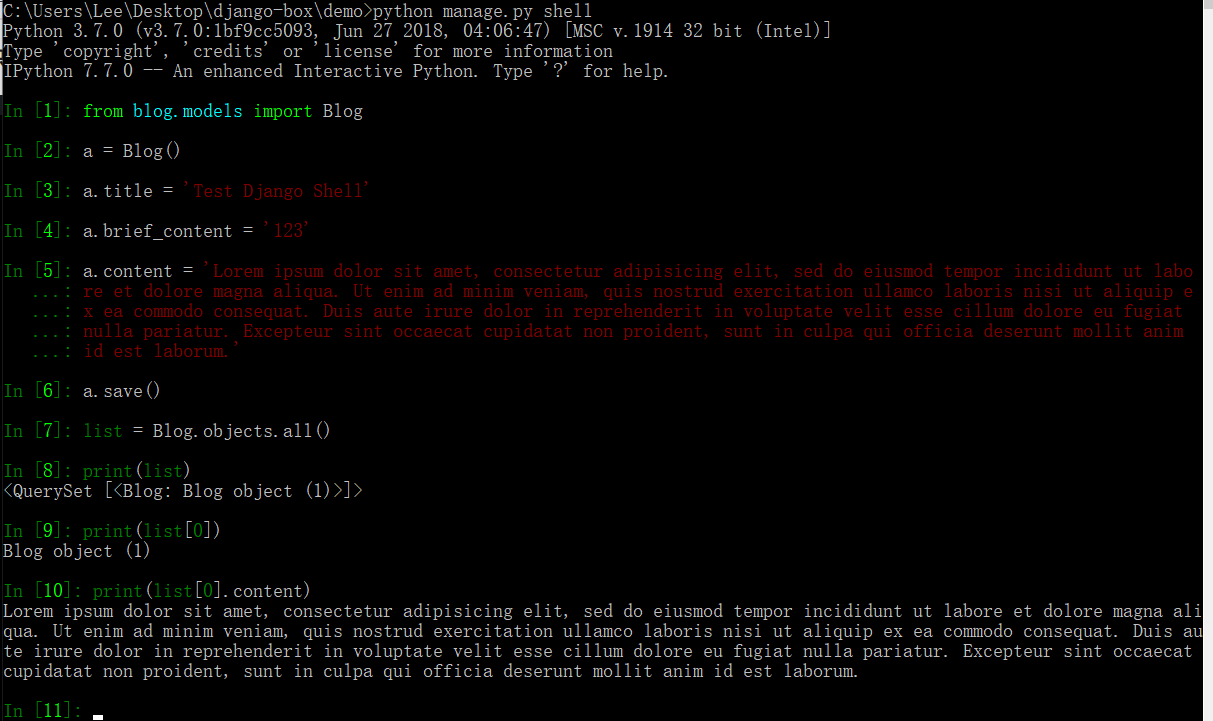 C:\Users\Lee\Desktop\django-box\demo>python manage.py shell
Python 3.7.0 (v3.7.0:1bf9cc5093, Jun 27 2018, 04:06:47) [MSC v.1914 32 bit (Intel)]
Type 'copyright', 'credits' or 'license' for more information
IPython 7.7.0 -- An enhanced Interactive Python. Type '?' for help.
In [1]: from blog.models import Blog
In [2]: a = Blog()
In [3]: a.title = 'Test Django Shell'
In [4]: a.brief_content = '123'
In [5]: a.content = 'Lorem ipsum dolor sit amet, consectetur adipisicing elit, sed do eiusmod tempor incididunt ut labo
...: re et dolore magna aliqua. Ut enim ad minim veniam, quis nostrud exercitation ullamco laboris nisi ut aliquip e
...: x ea commodo consequat. Duis aute irure dolor in reprehenderit in voluptate velit esse cillum dolore eu fugiat
...: nulla pariatur. Excepteur sint occaecat cupidatat non proident, sunt in culpa qui officia deserunt mollit anim
...: id est laborum.'
In [6]: a.save()
In [7]: list = Blog.objects.all()
In [8]: print(list)
<QuerySet [<Blog: Blog object (1)>]>
In [9]: print(list[0])
Blog object (1)
In [10]: print(list[0].content)
Lorem ipsum dolor sit amet, consectetur adipisicing elit, sed do eiusmod tempor incididunt ut labore et dolore magna ali
qua. Ut enim ad minim veniam, quis nostrud exercitation ullamco laboris nisi ut aliquip ex ea commodo consequat. Duis au
te irure dolor in reprehenderit in voluptate velit esse cillum dolore eu fugiat nulla pariatur. Excepteur sint occaecat
cupidatat non proident, sunt in culpa qui officia deserunt mollit anim id est laborum.
In [11]: